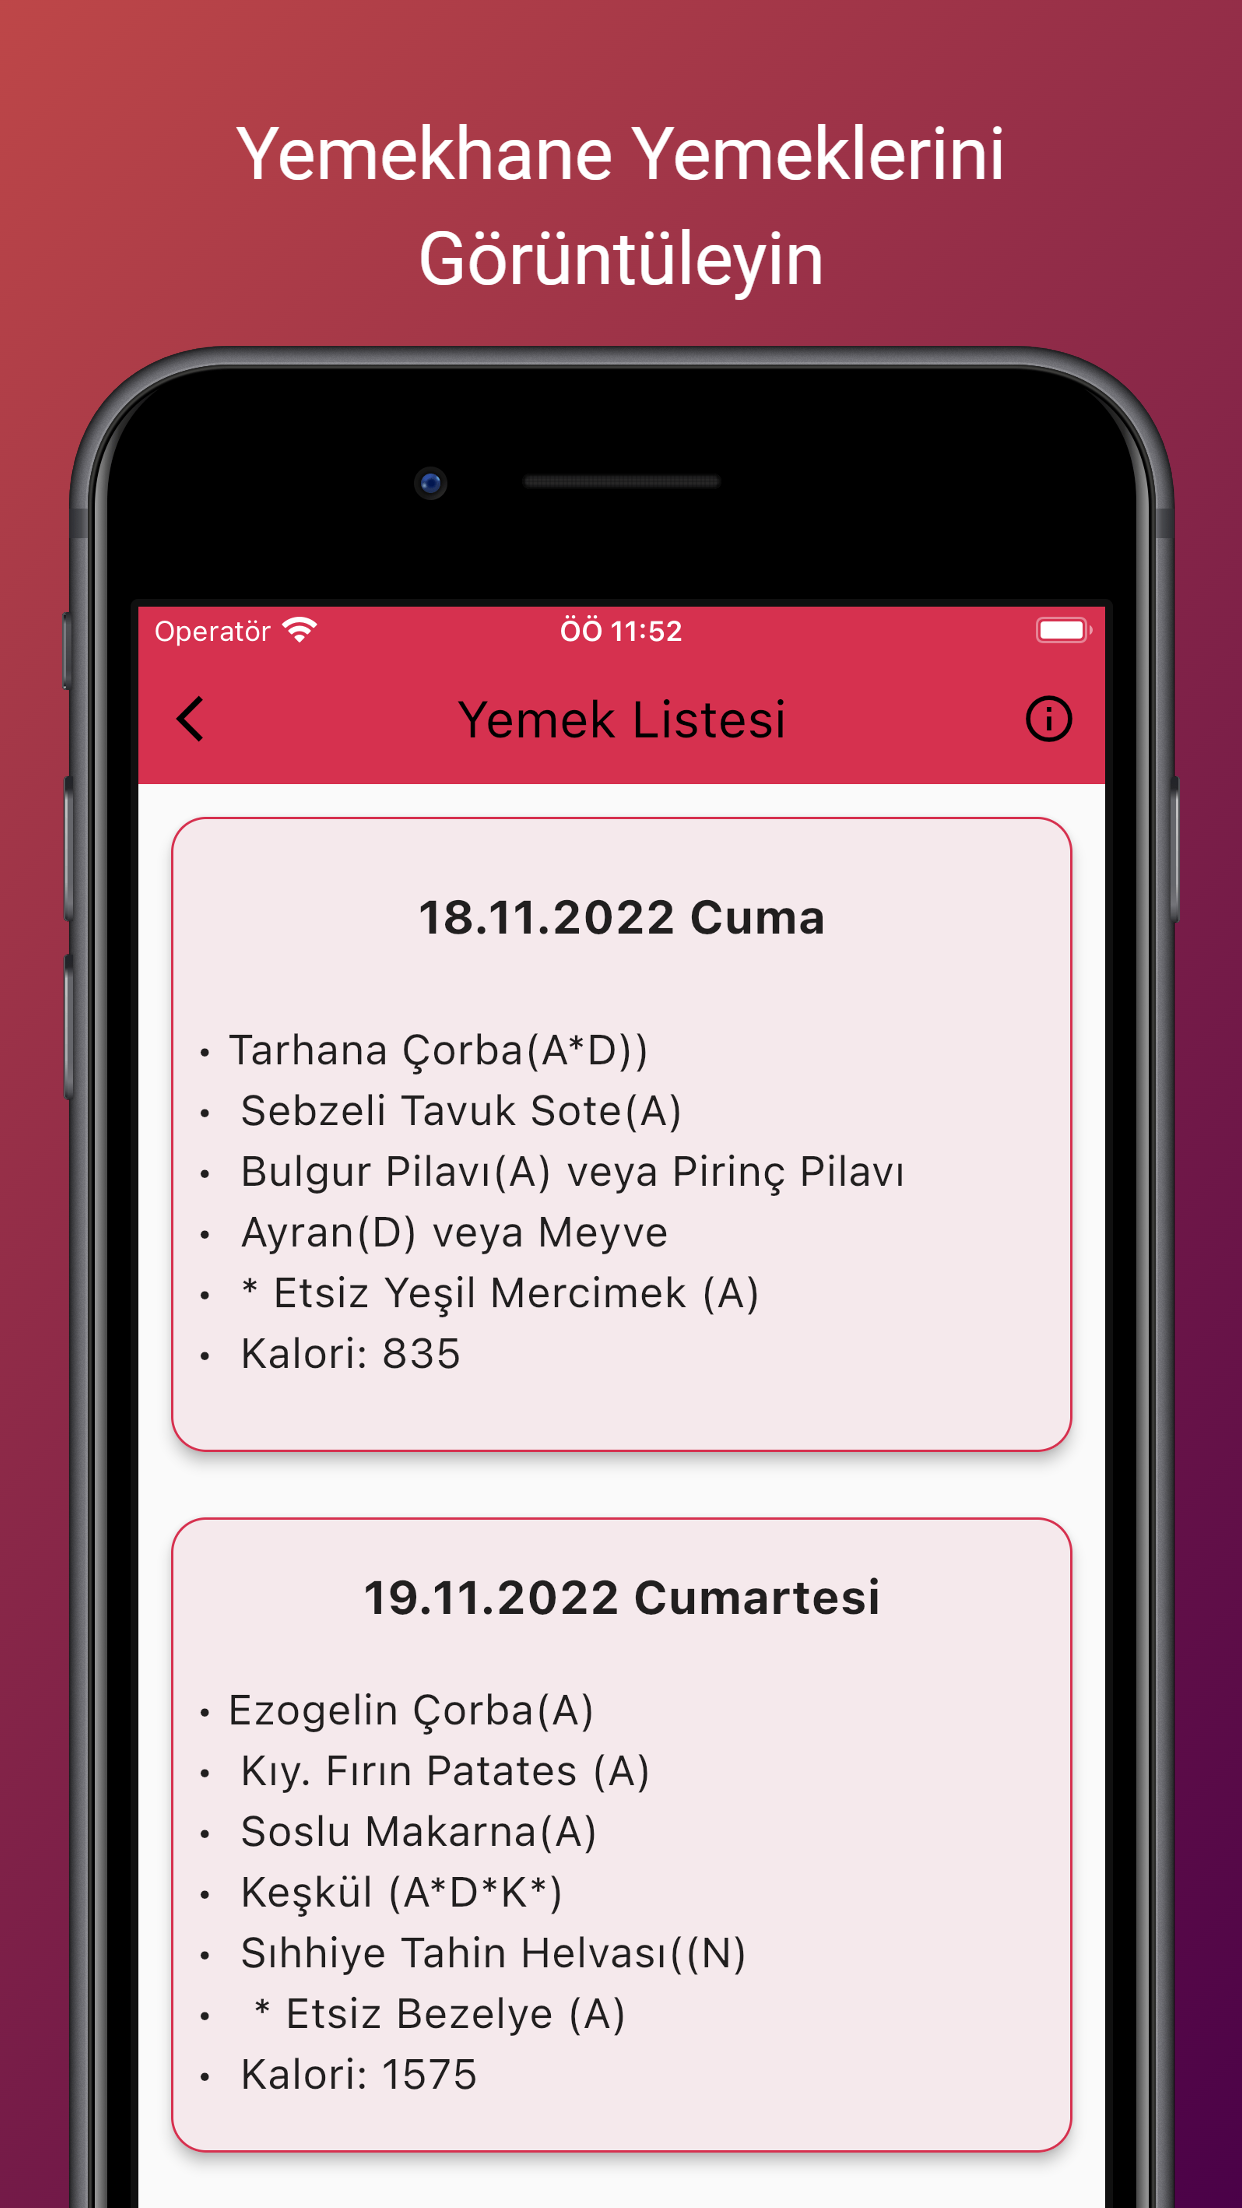 Yemekhane Yemeklerini
Görüntüleyin
Operatör ÖÖ 11:52
Yemek Listesi
18.11.2022 Cuma
• Tarhana Çorba(A*D))
• Sebzeli Tavuk Sote(A)
• Bulgur Pilavı(A) veya Pirinç Pilavı
• Ayran(D) veya Meyve
• * Etsiz Yeşil Mercimek (A)
• Kalori: 835
19.11.2022 Cumartesi
• Ezogelin Çorba(A)
• Kıy. Fırın Patates (A)
• Soslu Makarna(A)
• Keşkül (A*D*K*)
• Sıhhiye Tahin Helvası((N)
• * Etsiz Bezelye (A)
• Kalori: 1575